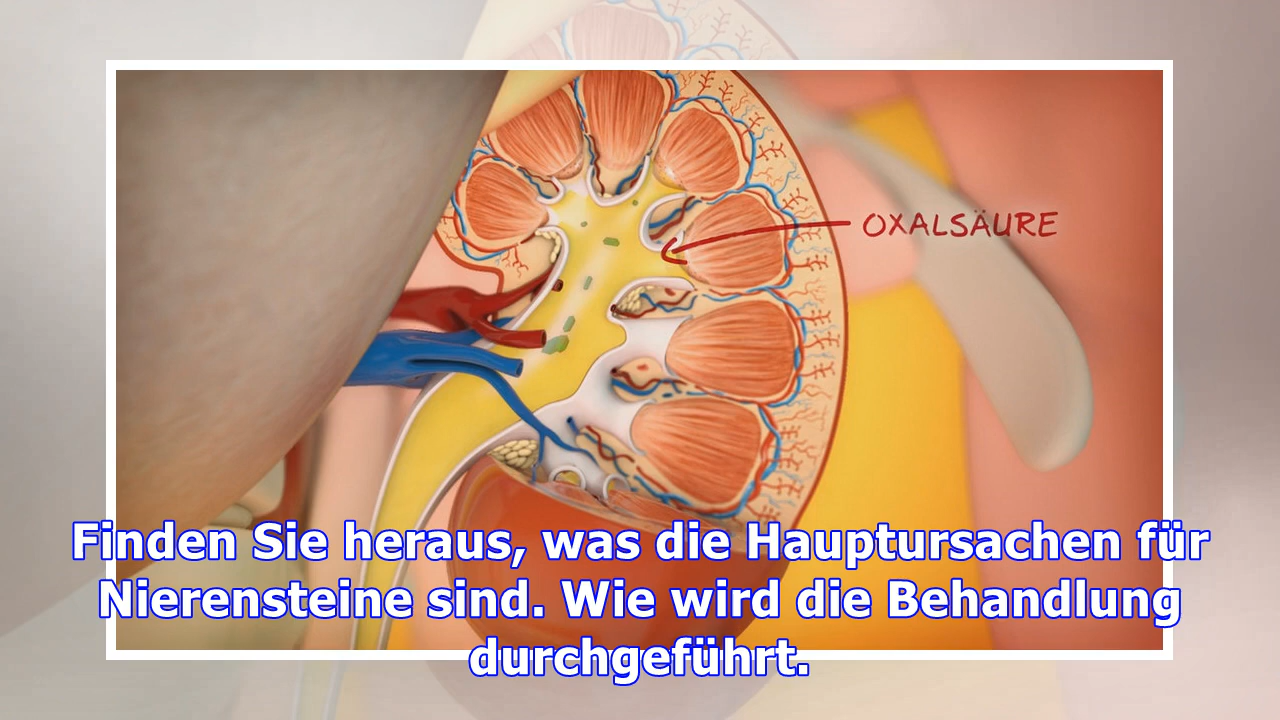 OXALSÄURE
Finden Sie heraus, was die Hauptursachen für
Nierensteine sind. Wie wird die Behandlung
durchgeführt.